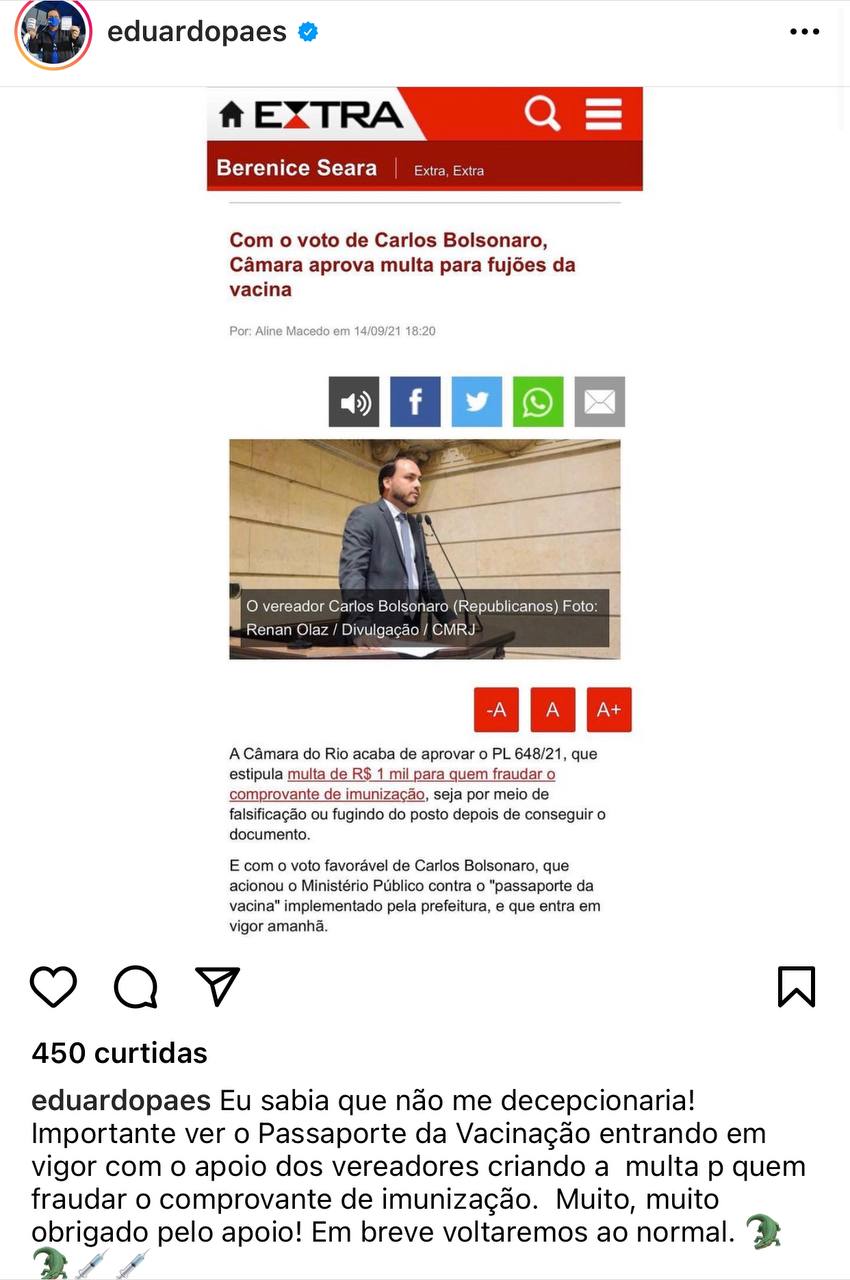 eduardopaes
EXTRA
Berenice Seara | Extra, Extra
Com o voto de Carlos Bolsonaro,
Câmara aprova multa para fujões da
vacina
Por: Aline Macedo em 14/09/21 18:20
O vereador Carlos Bolsonaro (Republicanos) Foto:
Renan Olaz / Divulgação / CMRJ
-A A A+
A Câmara do Rio acaba de aprovar o PL 648/21, que
estipula multa de R$ 1 mil para quem fraudar o
comprovante de imunização, seja por meio de
falsificação ou fugindo do posto depois de conseguir o
documento.
E com o voto favorável de Carlos Bolsonaro, que
acionou o Ministério Público contra o "passaporte da
vacina" implementado pela prefeitura, e que entra em
vigor amanhã.
450 curtidas
eduardopaes Eu sabia que não me decepcionaria!
Importante ver o Passaporte da Vacinação entrando em
vigor com o apoio dos vereadores criando a  multa p quem
fraudar o comprovante de imunização.  Muito, muito
obrigado pelo apoio! Em breve voltaremos ao normal. 🐊
🐊💉💉